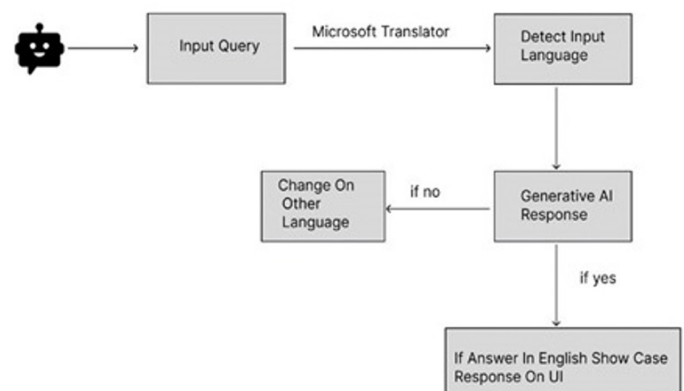 Input Query
Microsoft Translator
Detect Input
Language
Change On
Other
Language
if no
Generative AI
Response
if yes
If Answer In English Show Case
Response On UI